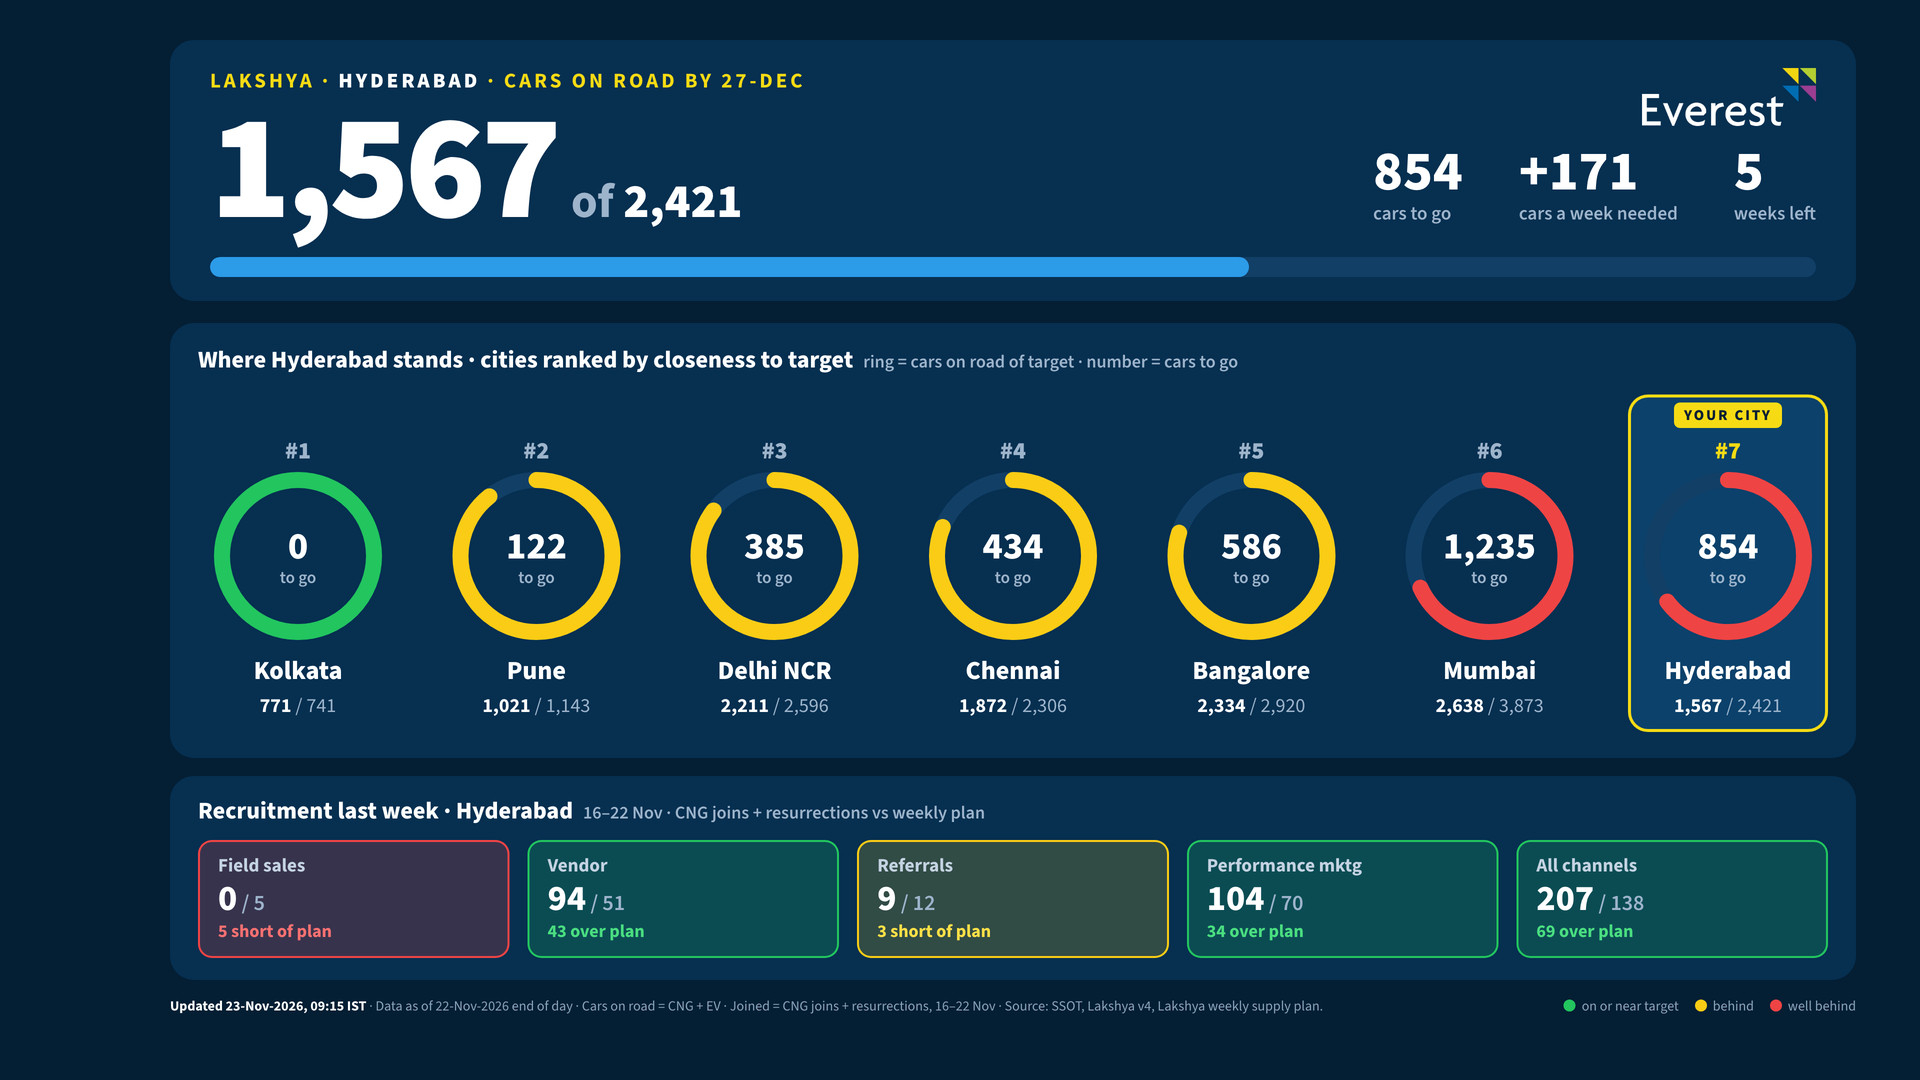 LAKSHYA · HYDERABAD · CARS ON ROAD BY 27-DEC
Everest
1,567 of 2,421
854 +171 5
cars to go cars a week needed weeks left
Where Hyderabad stands · cities ranked by closeness to target ring = cars on road of target · number = cars to go
YOUR CITY
#1 #2 #3 #4 #5 #6 #7
0 122 385 434 586 1,235 854
to go to go to go to go to go to go to go
Kolkata Pune Delhi NCR Chennai Bangalore Mumbai Hyderabad
771 / 741 1,021 / 1,143 2,211 / 2,596 1,872 / 2,306 2,334 / 2,920 2,638 / 3,873 1,567 / 2,421
Recruitment last week · Hyderabad 16–22 Nov · CNG joins + resurrections vs weekly plan
Field sales Vendor Referrals Performance mktg All channels
0 / 5 94 / 51 9 / 12 104 / 70 207 / 138
5 short of plan 43 over plan 3 short of plan 34 over plan 69 over plan
Updated 23-Nov-2026, 09:15 IST · Data as of 22-Nov-2026 end of day · Cars on road = CNG + EV · Joined = CNG joins + resurrections, 16–22 Nov · Source: SSOT, Lakshya v4, Lakshya weekly supply plan. on or near target behind well behind